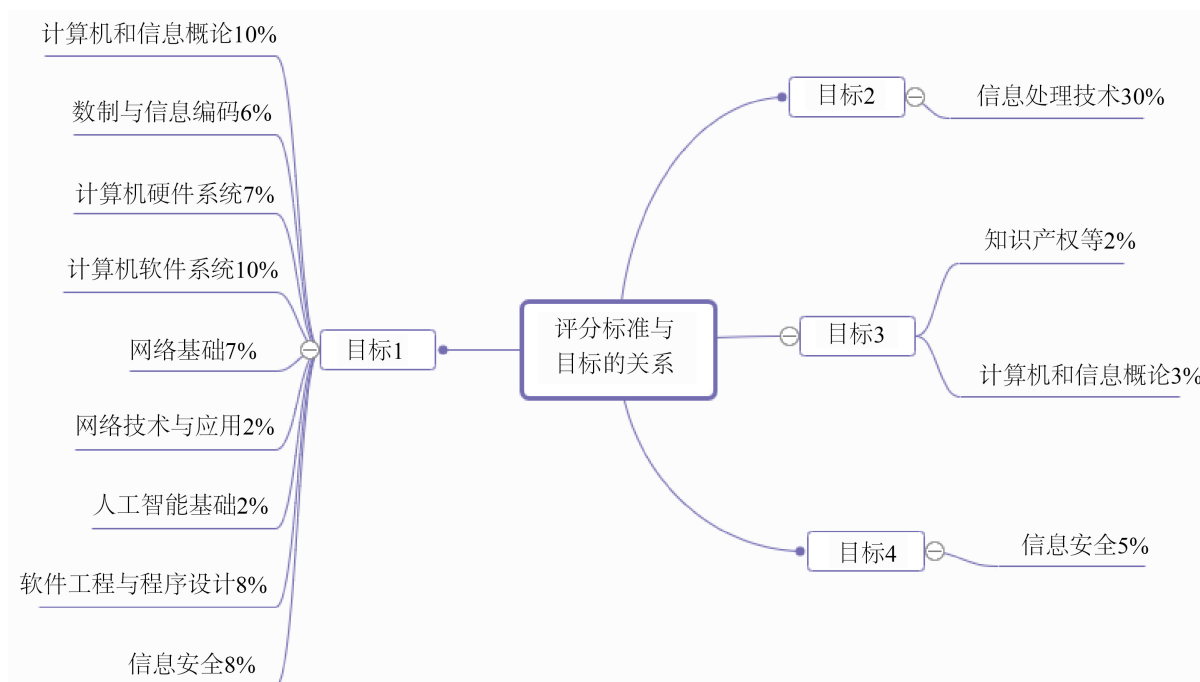 计算机和信息概论10%
数制与信息编码6%
计算机硬件系统7%
计算机软件系统10%
网络基础7%
网络技术与应用2%
人工智能基础2%
软件工程与程序设计8%
信息安全8%
目标1
评分标准与
目标的关系
目标2
信息处理技术30%
目标3
知识产权等2%
计算机和信息概论3%
目标4
信息安全5%